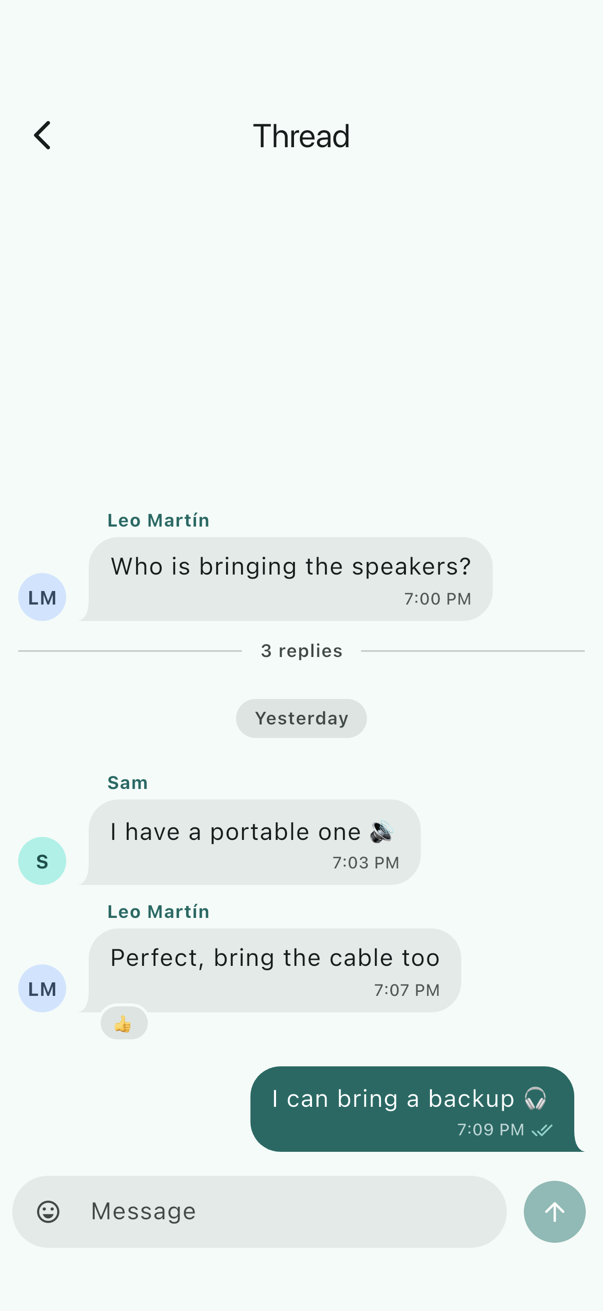 Thread
Leo Martín
Who is bringing the speakers?
7:00 PM
LM
3 replies
Yesterday
Sam
I have a portable one 🔊
7:03 PM
S
Leo Martín
Perfect, bring the cable too
7:07 PM
LM
👍
I can bring a backup 🎧
7:09 PM
Message